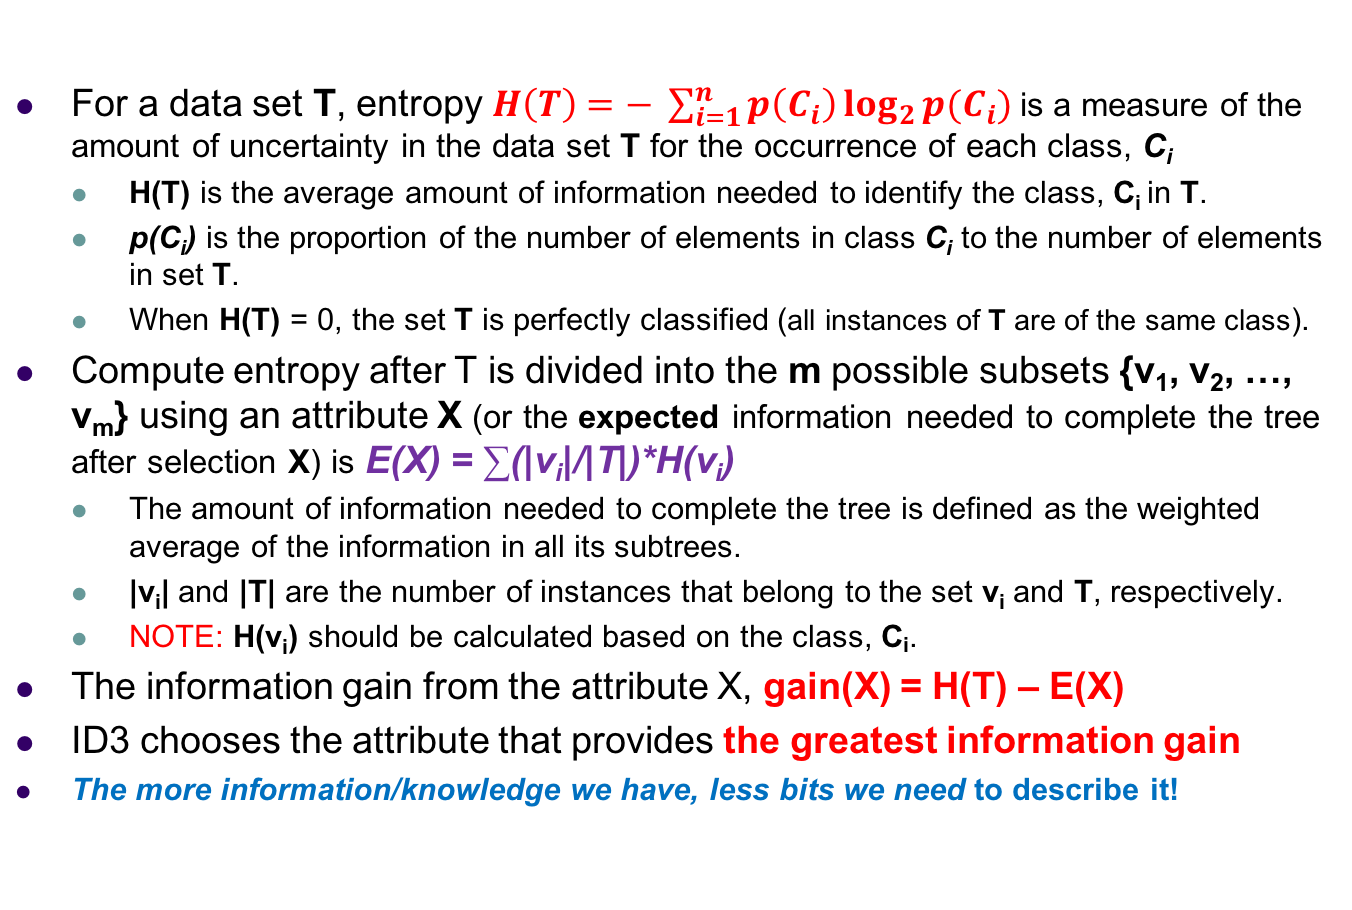 ● For a data set T, entropy H(T) = − ∑ⁿᵢ₌₁ p(Cᵢ) log₂ p(Cᵢ) is a measure of the
amount of uncertainty in the data set T for the occurrence of each class, Cᵢ
● H(T) is the average amount of information needed to identify the class, Cᵢ in T.
● p(Cᵢ) is the proportion of the number of elements in class Cᵢ to the number of elements
in set T.
● When H(T) = 0, the set T is perfectly classified (all instances of T are of the same class).
● Compute entropy after T is divided into the m possible subsets {v₁, v₂, …,
vₘ} using an attribute X (or the expected information needed to complete the tree
after selection X) is E(X) = ∑(|vᵢ|/|T|)*H(vᵢ)
● The amount of information needed to complete the tree is defined as the weighted
average of the information in all its subtrees.
● |vᵢ| and |T| are the number of instances that belong to the set vᵢ and T, respectively.
● NOTE: H(vᵢ) should be calculated based on the class, Cᵢ.
● The information gain from the attribute X, gain(X) = H(T) – E(X)
● ID3 chooses the attribute that provides the greatest information gain
● The more information/knowledge we have, less bits we need to describe it!